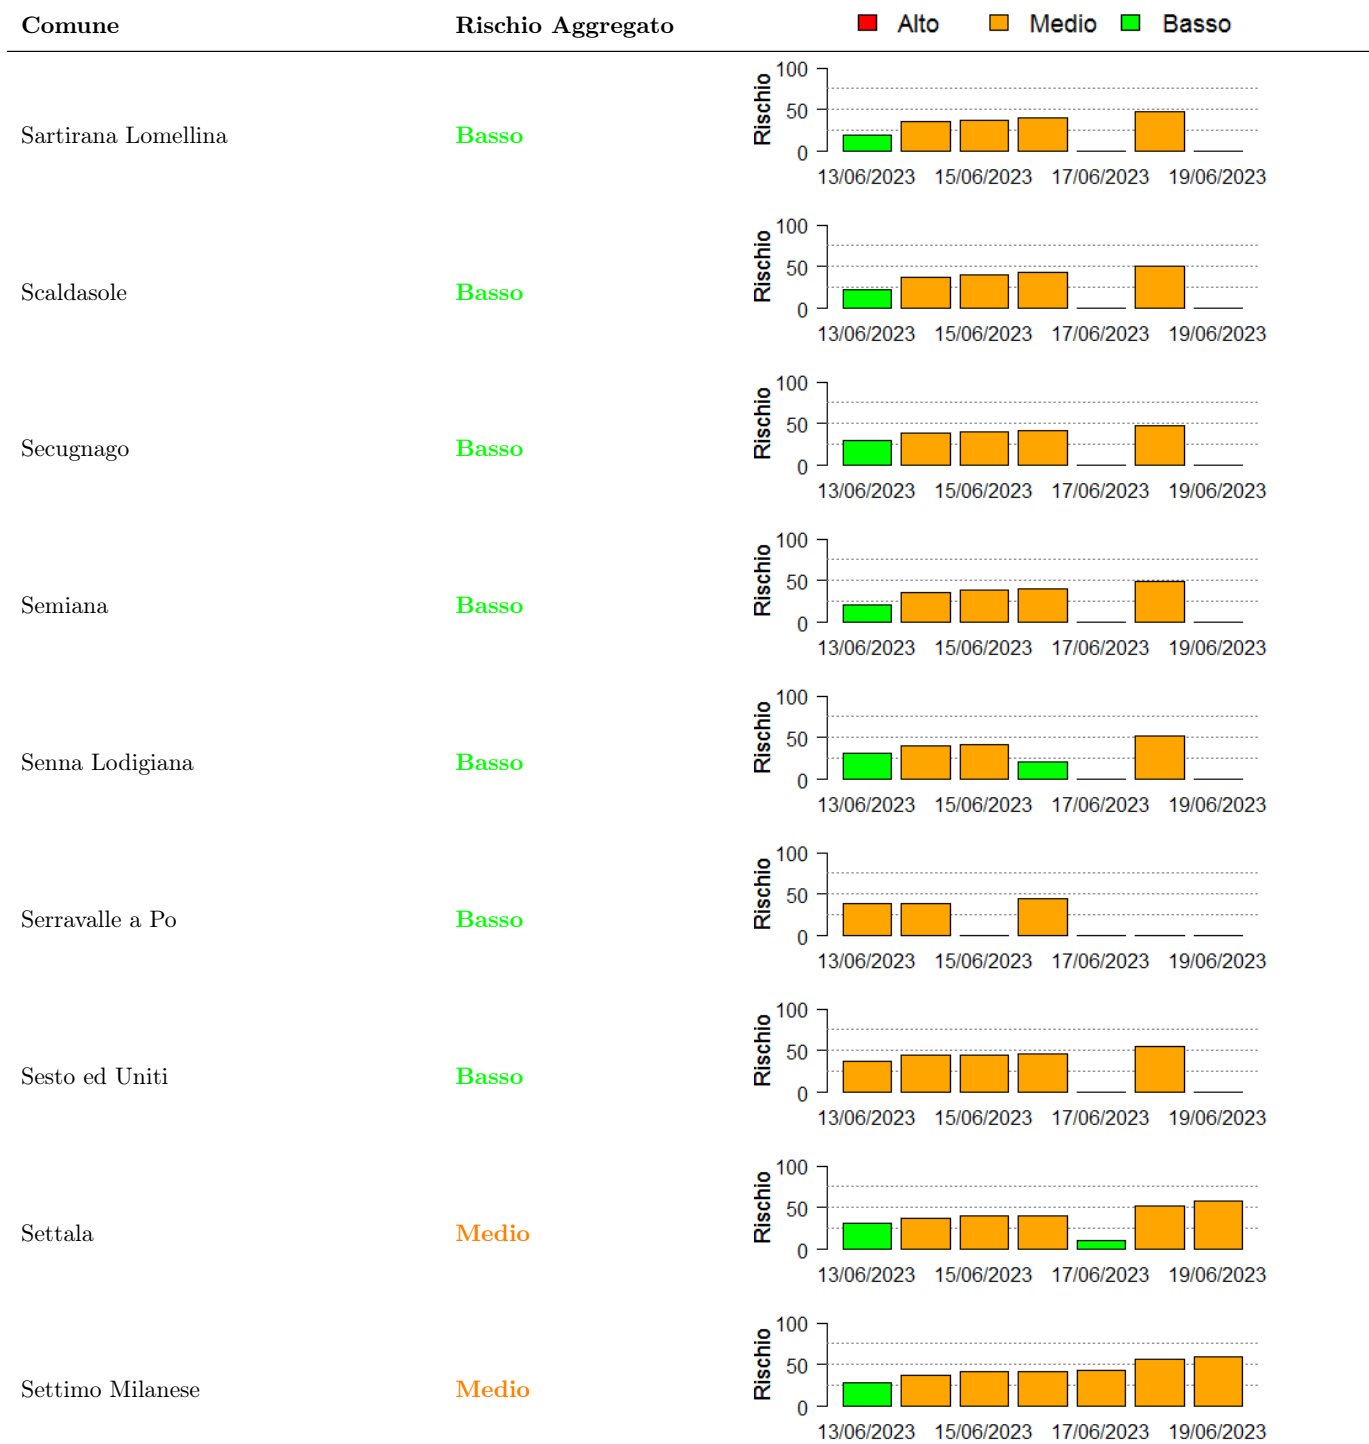 Comune Rischio Aggregato Alto Medio Basso
100
50
0
Rischio
Sartirana Lomellina Basso
13/06/2023 15/06/2023 17/06/2023 19/06/2023
100
50
0
Rischio
Scaldasole Basso
13/06/2023 15/06/2023 17/06/2023 19/06/2023
100
50
0
Rischio
Secugnago Basso
13/06/2023 15/06/2023 17/06/2023 19/06/2023
100
50
0
Rischio
Semiana Basso
13/06/2023 15/06/2023 17/06/2023 19/06/2023
100
50
0
Rischio
Senna Lodigiana Basso
13/06/2023 15/06/2023 17/06/2023 19/06/2023
100
50
0
Rischio
Serravalle a Po Basso
13/06/2023 15/06/2023 17/06/2023 19/06/2023
100
50
0
Rischio
Sesto ed Uniti Basso
13/06/2023 15/06/2023 17/06/2023 19/06/2023
100
50
0
Rischio
Settala Medio
13/06/2023 15/06/2023 17/06/2023 19/06/2023
100
50
0
Rischio
Settimo Milanese Medio
13/06/2023 15/06/2023 17/06/2023 19/06/2023